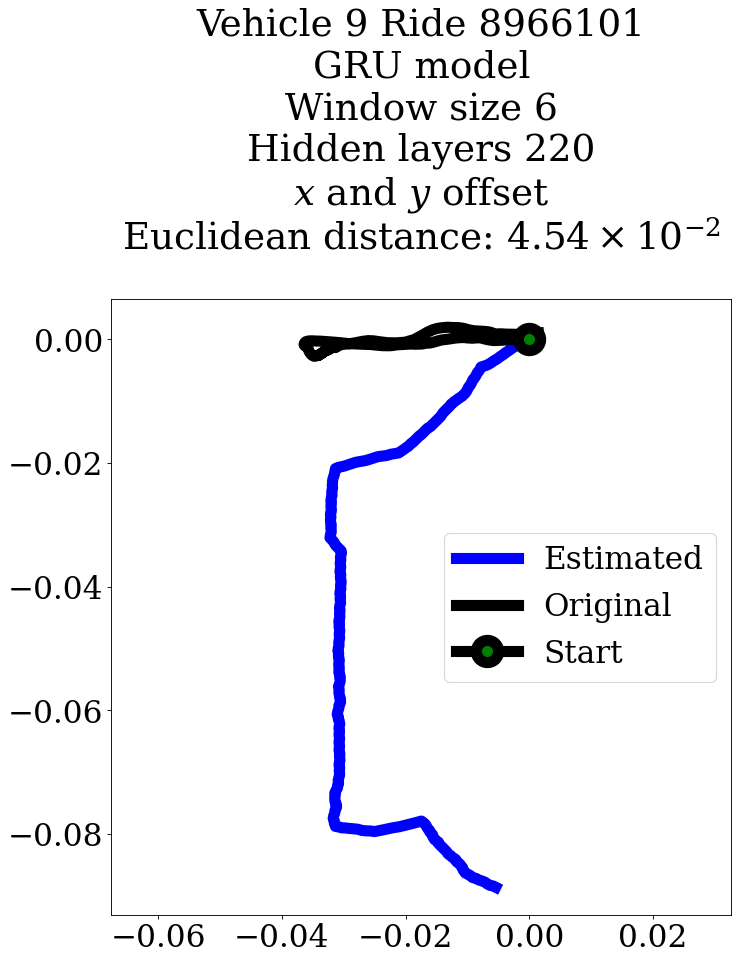 Vehicle 9 Ride 8966101
GRU model
Window size 6
Hidden layers 220
x and y offset
Euclidean distance: 4.54 × 10⁻²
0.00
−0.02
−0.04
−0.06
−0.08
Estimated
Original
Start
−0.06 −0.04 −0.02 0.00 0.02